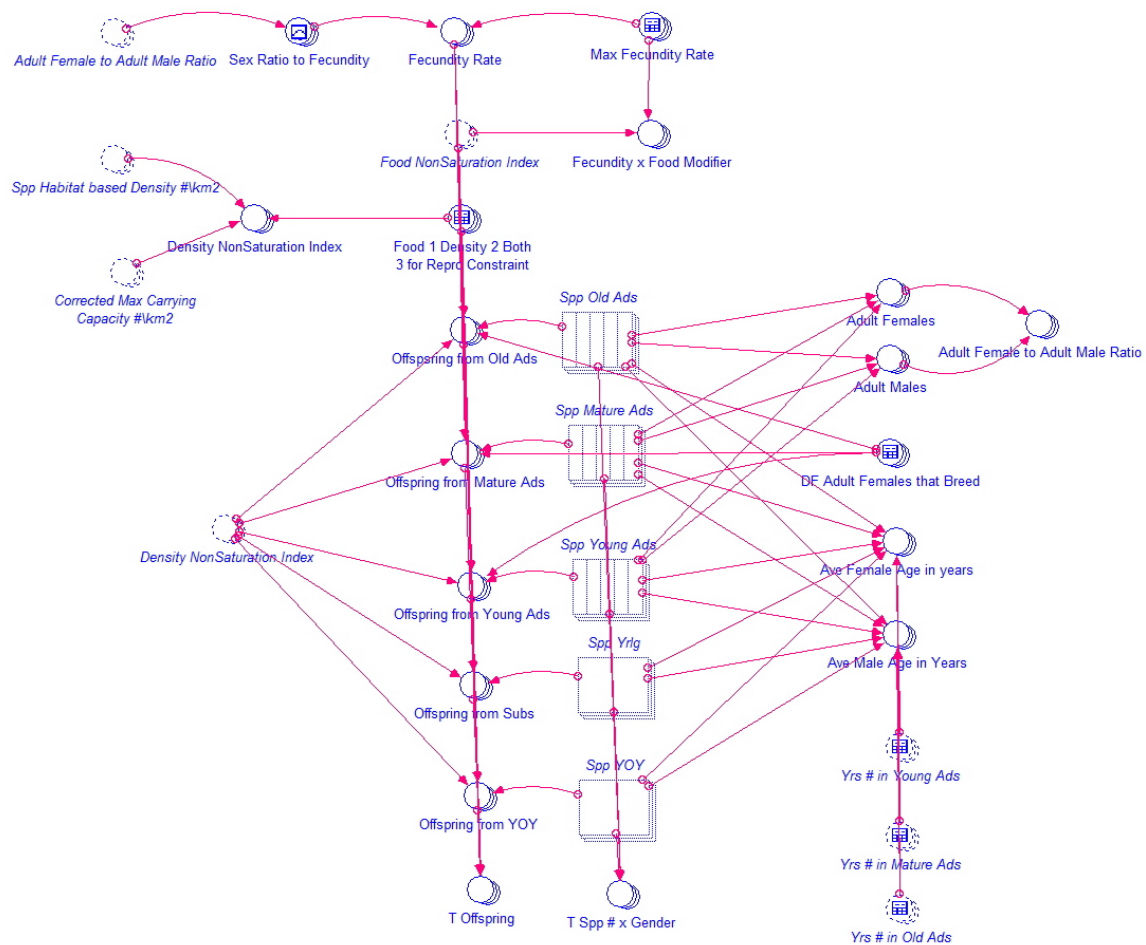 Adult Female to Adult Male Ratio
Sex Ratio to Fecundity
Fecundity Rate
Max Fecundity Rate
Food NonSaturation Index
Fecundity x Food Modifier
Spp Habitat based Density #\km2
Density NonSaturation Index
Food 1 Density 2 Both
3 for Repro Constraint
Corrected Max Carrying
Capacity #\km2
Spp Old Ads
Adult Females
Offspsring from Old Ads
Adult Female to Adult Male Ratio
Adult Males
Spp Mature Ads
Offspring from Mature Ads
DF Adult Females that Breed
Density NonSaturation Index
Spp Young Ads
Ave Female Age in years
Offspring from Young Ads
Spp Yrlg
Ave Male Age in Years
Offspring from Subs
Spp YOY
Yrs # in Young Ads
Offspring from YOY
Yrs # in Mature Ads
T Offspring
T Spp # x Gender
Yrs # in Old Ads